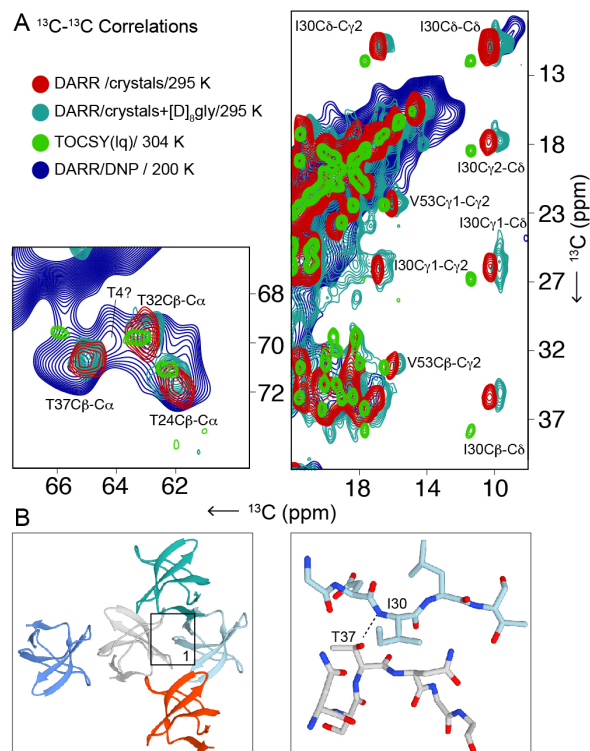 A
¹³C-¹³C Correlations
DARR /crystals/295 K
DARR/crystals+[D]₈gly/295 K
TOCSY(lq)/ 304 K
DARR/DNP / 200 K
I30Cδ-Cγ2
I30Cδ-Cδ
13
I30Cγ2-Cδ
18
V53Cγ1-Cγ2
I30Cγ1-Cδ
23
I30Cγ1-Cγ2
27
32
V53Cβ-Cγ2
37
I30Cβ-Cδ
¹³C (ppm)
18
14
10
T4?
T32Cβ-Cα
68
70
T37Cβ-Cα
T24Cβ-Cα
72
66
64
62
← ¹³C (ppm)
B
1
I30
T37